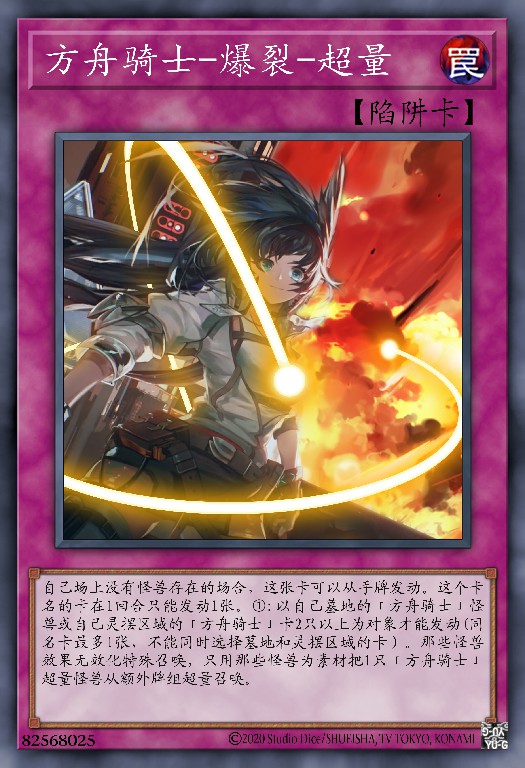 方舟骑士-爆裂-超量
罠
【陷阱卡】
自己场上没有怪兽存在的场合，这张卡可以从手牌发动。这个卡
名的卡在1回合只能发动1张。①：以自己墓地的「方舟骑士」怪
兽或自己灵摆区域的「方舟骑士」卡2只以上为对象才能发动(同
名卡最多1张，不能同时选择墓地和灵摆区域的卡）。那些怪兽
效果无效化特殊召唤，只用那些怪兽为素材把1只「方舟骑士」
超量怪兽从额外牌组超量召唤。
82568025
©2020 Studio Dice/SHUEISHA, TV TOKYO, KONAMI